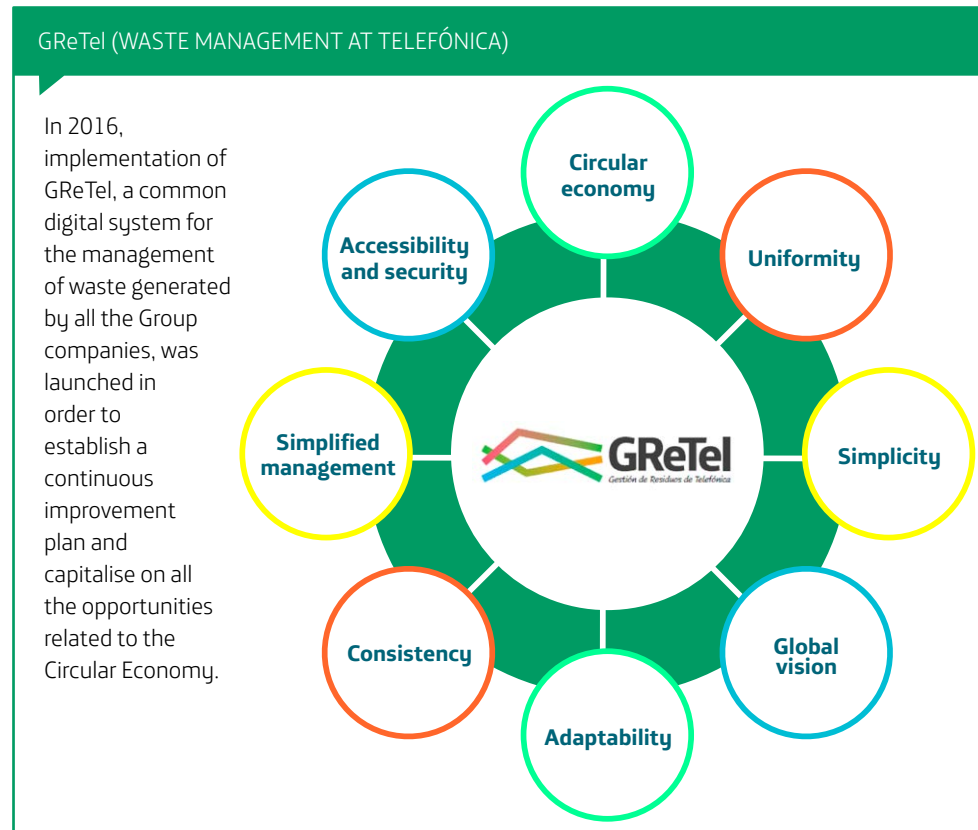 GReTel (WASTE MANAGEMENT AT TELEFÓNICA)
In 2016,
implementation of
GReTel, a common
digital system for
the management
of waste generated
by all the Group
companies, was
launched in
order to
establish a
continuous
improvement
plan and
capitalise on all
the opportunities
related to the
Circular Economy.
Circular
economy
Uniformity
Simplicity
Global
vision
Adaptability
Consistency
Simplified
management
Accessibility
and security
GReTel
Gestión de Residuos de Telefónica